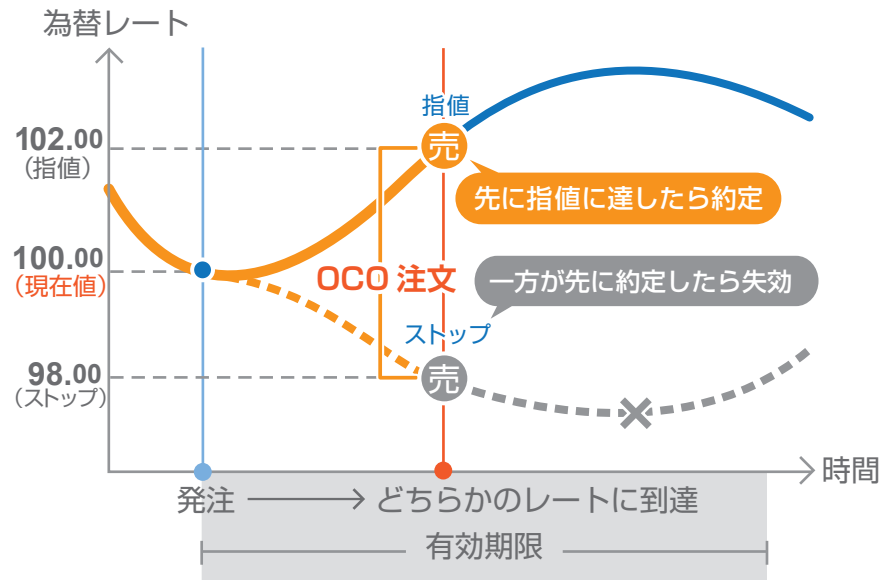 為替レート
指値
102.00
(指値)
売
先に指値に達したら約定
100.00
(現在値)
OCO 注文
一方が先に約定したら失効
ストップ
98.00
(ストップ)
売
時間
発注
どちらかのレートに到達
有効期限